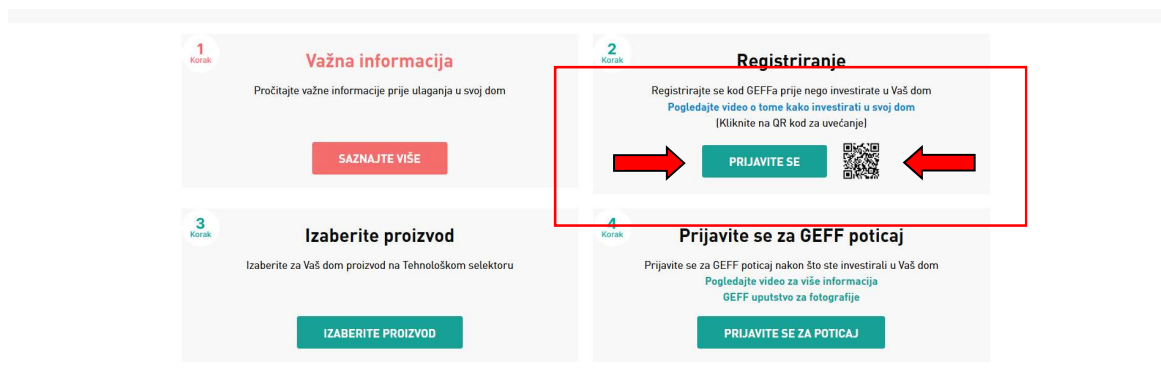 1
Korak
Važna informacija
Pročitajte važne informacije prije ulaganja u svoj dom
SAZNAJTE VIŠE
2
Korak
Registriranje
Registrirajte se kod GEFFa prije nego investirate u Vaš dom
Pogledajte video o tome kako investirati u svoj dom
(Kliknite na QR kod za uvećanje)
PRIJAVITE SE
3
Korak
Izaberite proizvod
Izaberite za Vaš dom proizvod na Tehnološkom selektoru
IZABERITE PROIZVOD
4
Korak
Prijavite se za GEFF poticaj
Prijavite se za GEFF poticaj nakon što ste investirali u Vaš dom
Pogledajte video za više informacija
GEFF uputstvo za fotografije
PRIJAVITE SE ZA POTICAJ